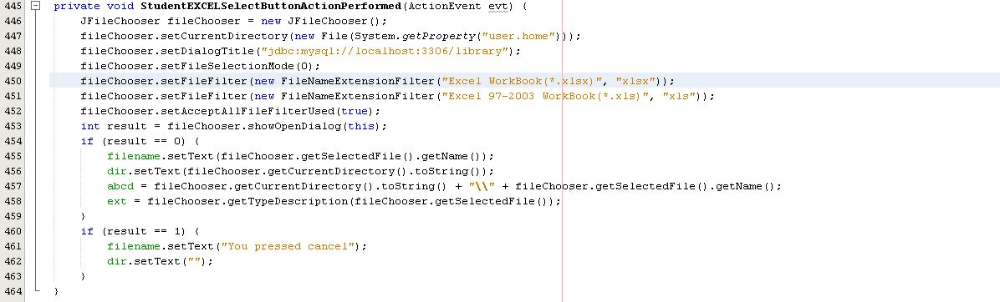 445 private void StudentEXCELSelectButtonActionPerformed(ActionEvent evt) {
446 JFileChooser fileChooser = new JFileChooser();
447 fileChooser.setCurrentDirectory(new File(System.getProperty("user.home")));
448 fileChooser.setDialogTitle("jdbc:mysql://localhost:3306/library");
449 fileChooser.setFileSelectionMode(0);
450 fileChooser.setFileFilter(new FileNameExtensionFilter("Excel WorkBook(*.xlsx)", "xlsx"));
451 fileChooser.setFileFilter(new FileNameExtensionFilter("Excel 97-2003 WorkBook(*.xls)", "xls"));
452 fileChooser.setAcceptAllFileFilterUsed(true);
453 int result = fileChooser.showOpenDialog(this);
454 if (result == 0) {
455 filename.setText(fileChooser.getSelectedFile().getName());
456 dir.setText(fileChooser.getCurrentDirectory().toString());
457 abcd = fileChooser.getCurrentDirectory().toString() + "\\" + fileChooser.getSelectedFile().getName();
458 ext = fileChooser.getTypeDescription(fileChooser.getSelectedFile());
459 }
460 if (result == 1) {
461 filename.setText("You pressed cancel");
462 dir.setText("");
463 }
464 }